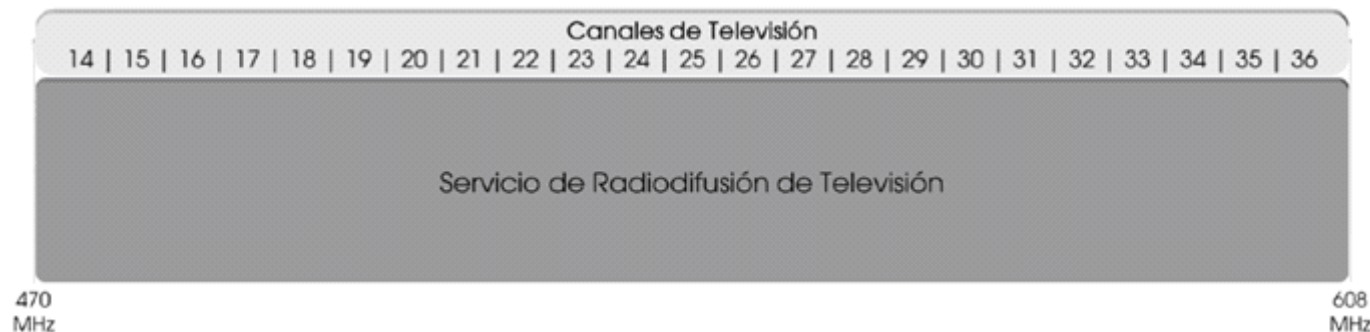 Canales de Televisión
14 | 15 | 16 | 17 | 18 | 19 | 20 | 21 | 22 | 23 | 24 | 25 | 26 | 27 | 28 | 29 | 30 | 31 | 32 | 33 | 34 | 35 | 36
Servicio de Radiodifusión de Televisión
470
MHz
608
MHz